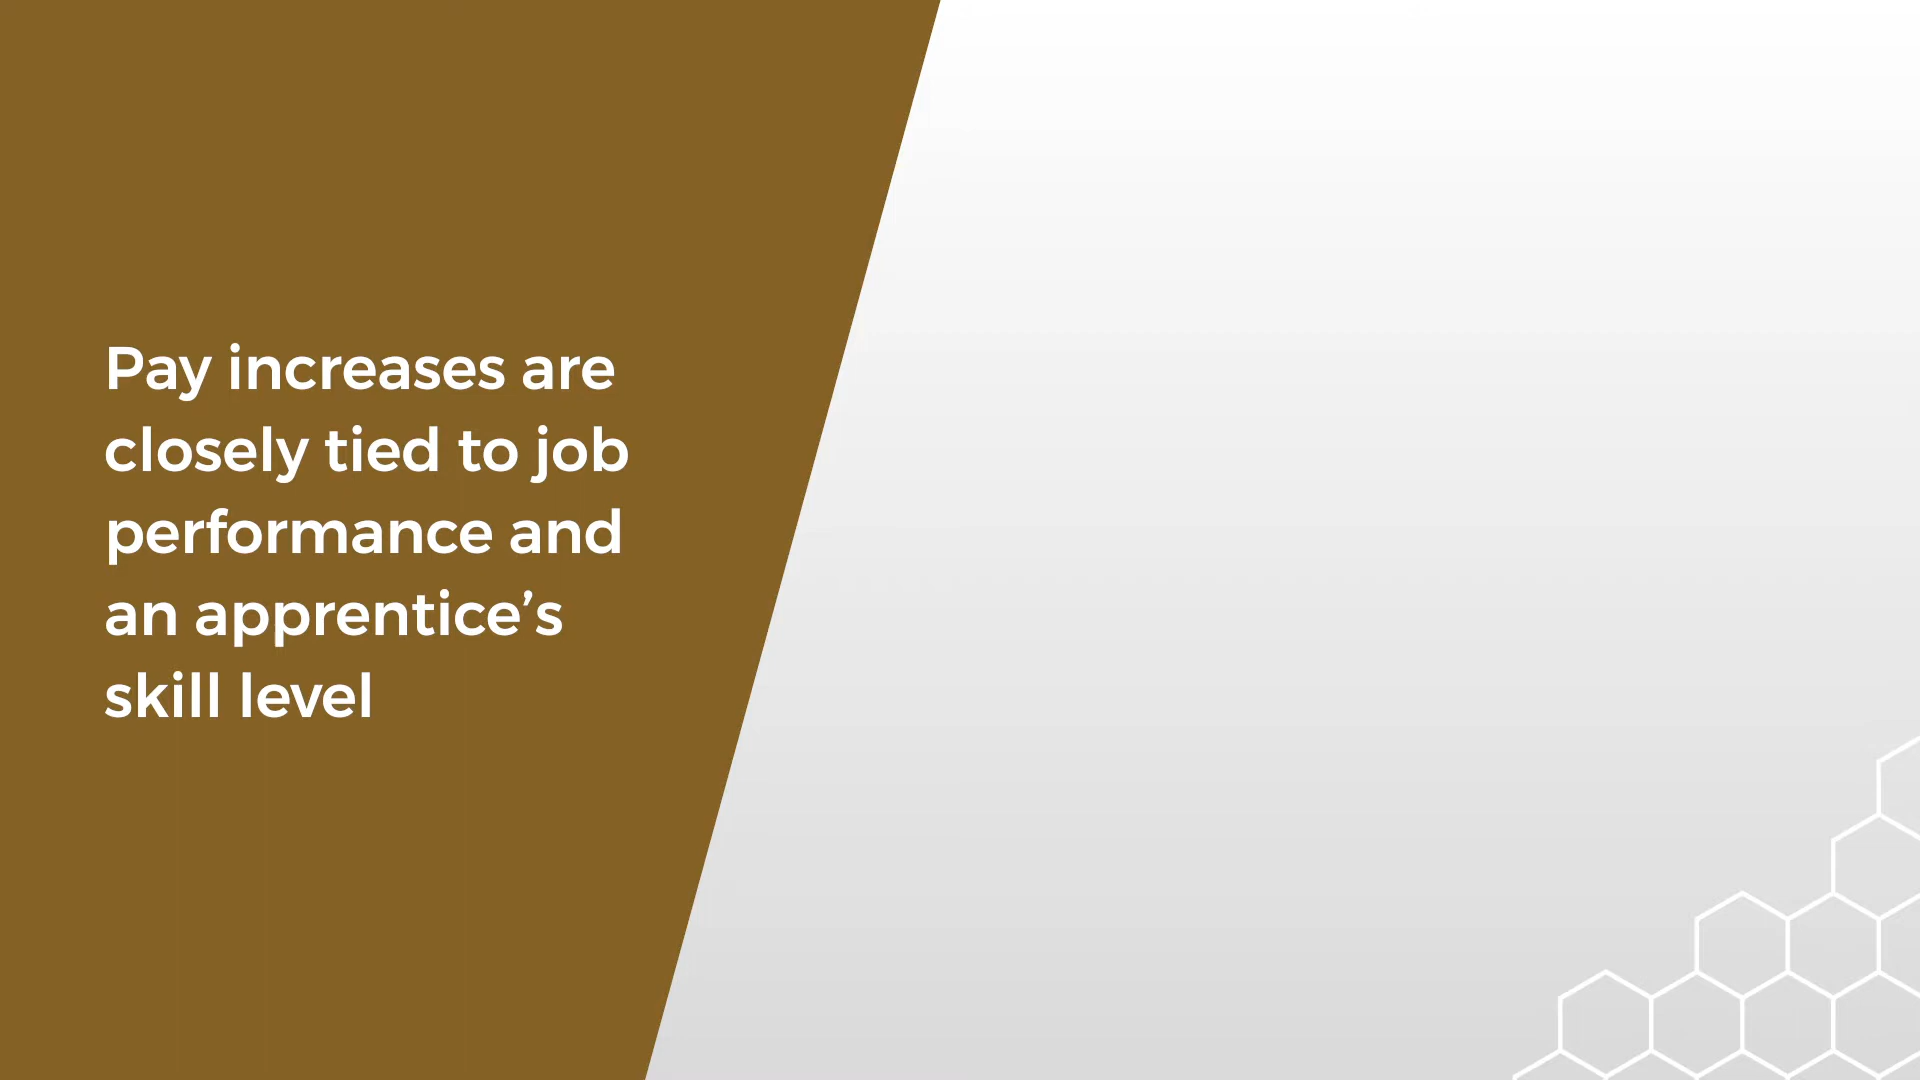 Pay increases are
closely tied to job
performance and
an apprentice’s
skill level